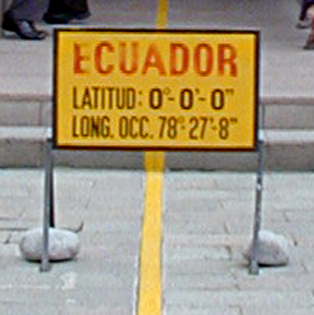 ECUADOR
LATITUD: 0°-0'-0"
LONG. OCC. 78°27'-8"